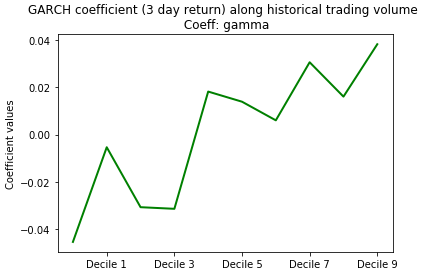 GARCH coefficient (3 day return) along historical trading volume
Coeff: gamma
Coefficient values
0.04
0.02
0.00
−0.02
−0.04
Decile 1
Decile 3
Decile 5
Decile 7
Decile 9